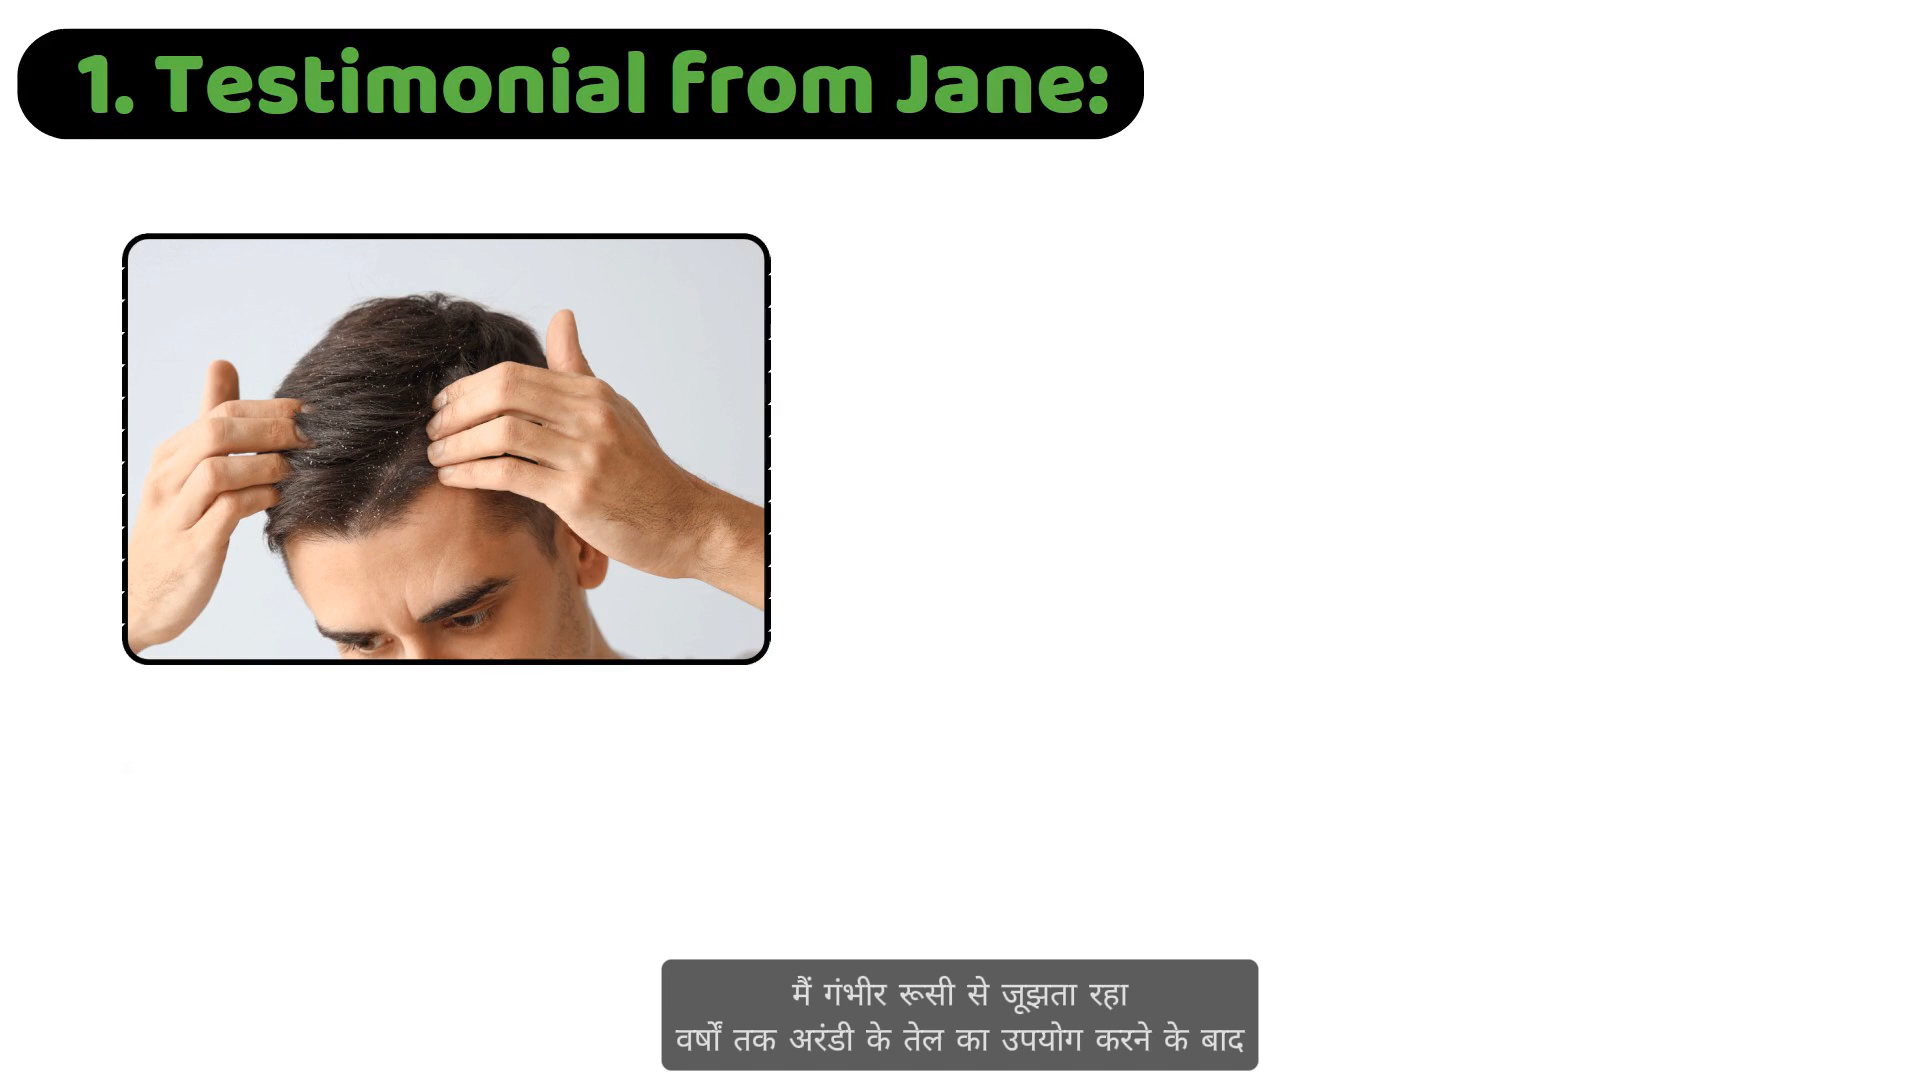 1. Testimonial from Jane:
मैं गंभीर रूसी से जूझता रहा
वर्षों तक अरंडी के तेल का उपयोग करने के बाद